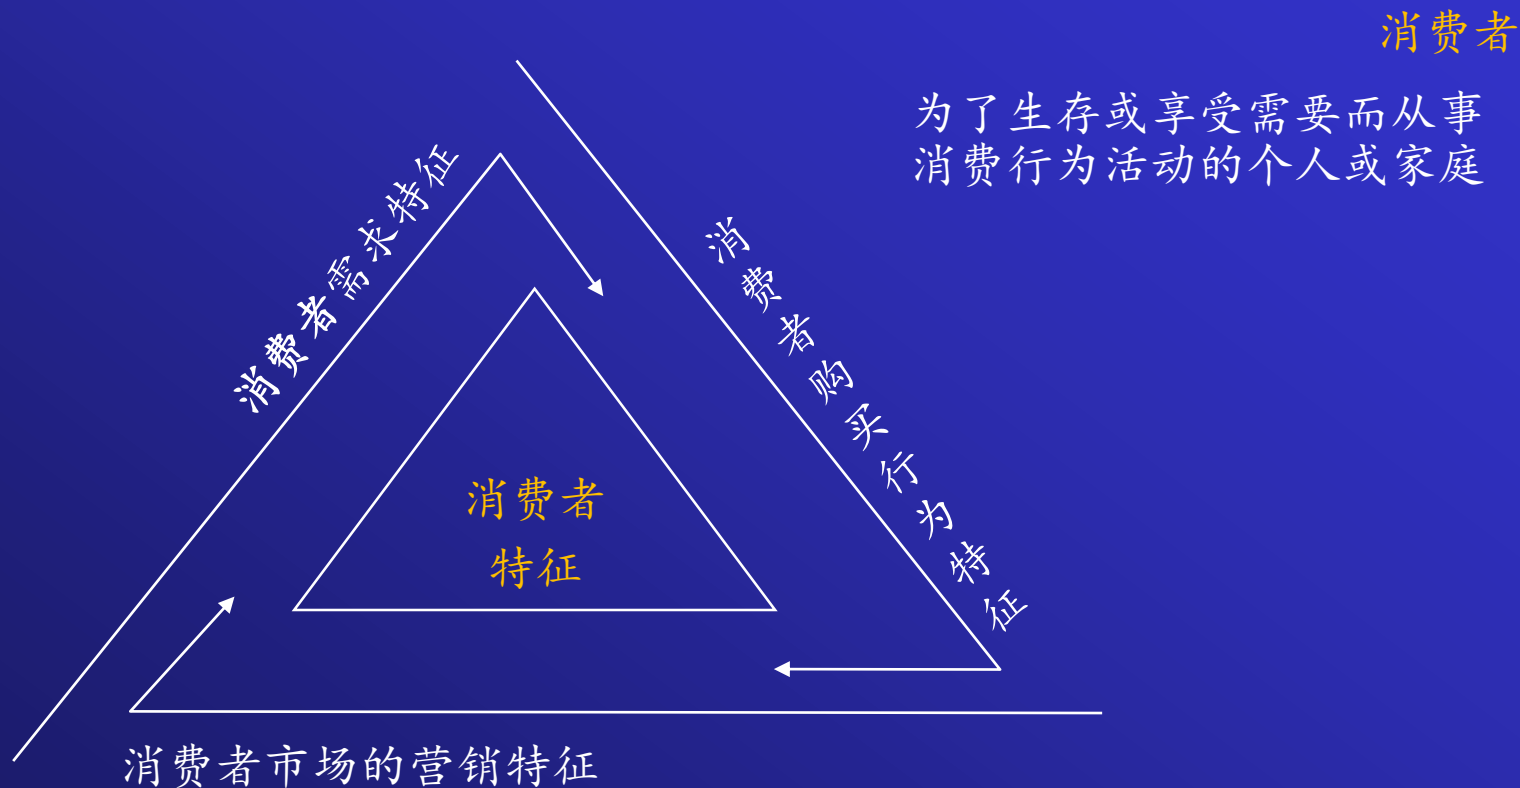 消费者
为了生存或享受需要而从事
消费行为活动的个人或家庭
消费者需求特征
消费者购买行为特征
消费者
特征
消费者市场的营销特征